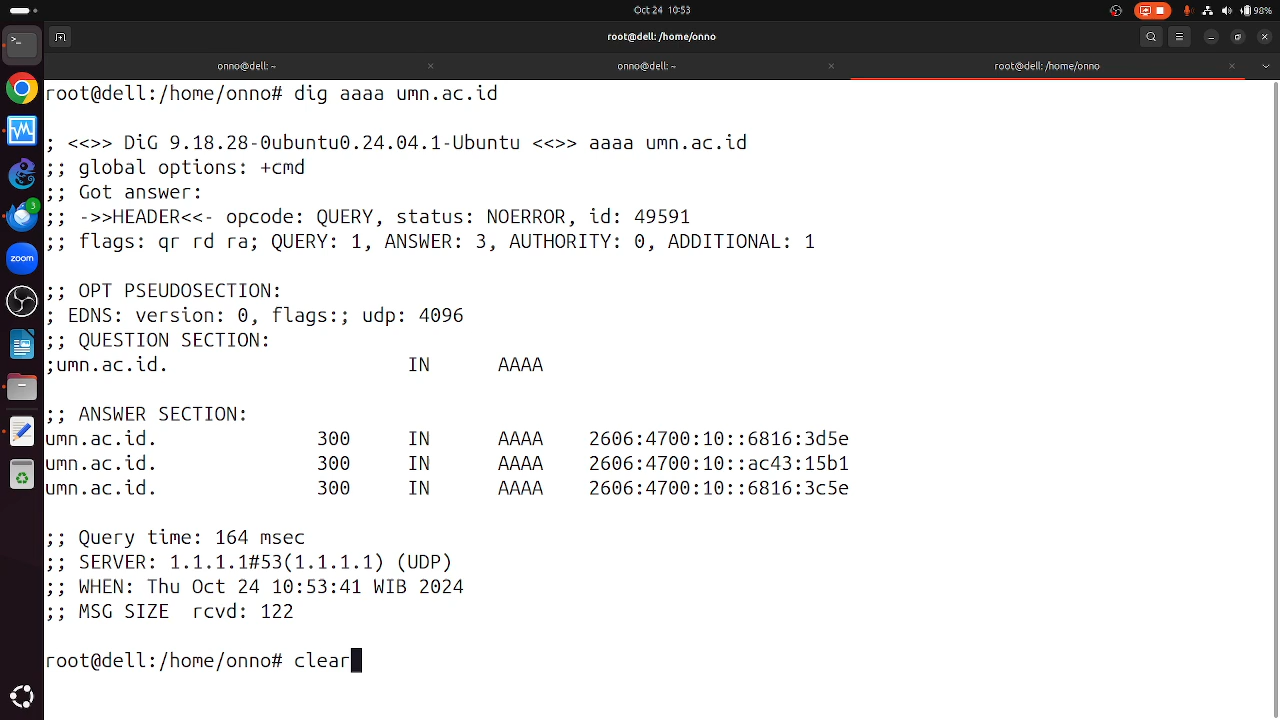 Oct 24 10:53
98%
root@dell: /home/onno
onno@dell: ~
onno@dell: ~
root@dell: /home/onno
root@dell:/home/onno# dig aaaa umn.ac.id
; <<>> DiG 9.18.28-0ubuntu0.24.04.1-Ubuntu <<>> aaaa umn.ac.id
;; global options: +cmd
;; Got answer:
;; ->>HEADER<<- opcode: QUERY, status: NOERROR, id: 49591
;; flags: qr rd ra; QUERY: 1, ANSWER: 3, AUTHORITY: 0, ADDITIONAL: 1
;; OPT PSEUDOSECTION:
; EDNS: version: 0, flags:; udp: 4096
;; QUESTION SECTION:
;umn.ac.id. IN AAAA
;; ANSWER SECTION:
umn.ac.id. 300 IN AAAA 2606:4700:10::6816:3d5e
umn.ac.id. 300 IN AAAA 2606:4700:10::ac43:15b1
umn.ac.id. 300 IN AAAA 2606:4700:10::6816:3c5e
;; Query time: 164 msec
;; SERVER: 1.1.1.1#53(1.1.1.1) (UDP)
;; WHEN: Thu Oct 24 10:53:41 WIB 2024
;; MSG SIZE  rcvd: 122
root@dell:/home/onno# clear
3
zoom